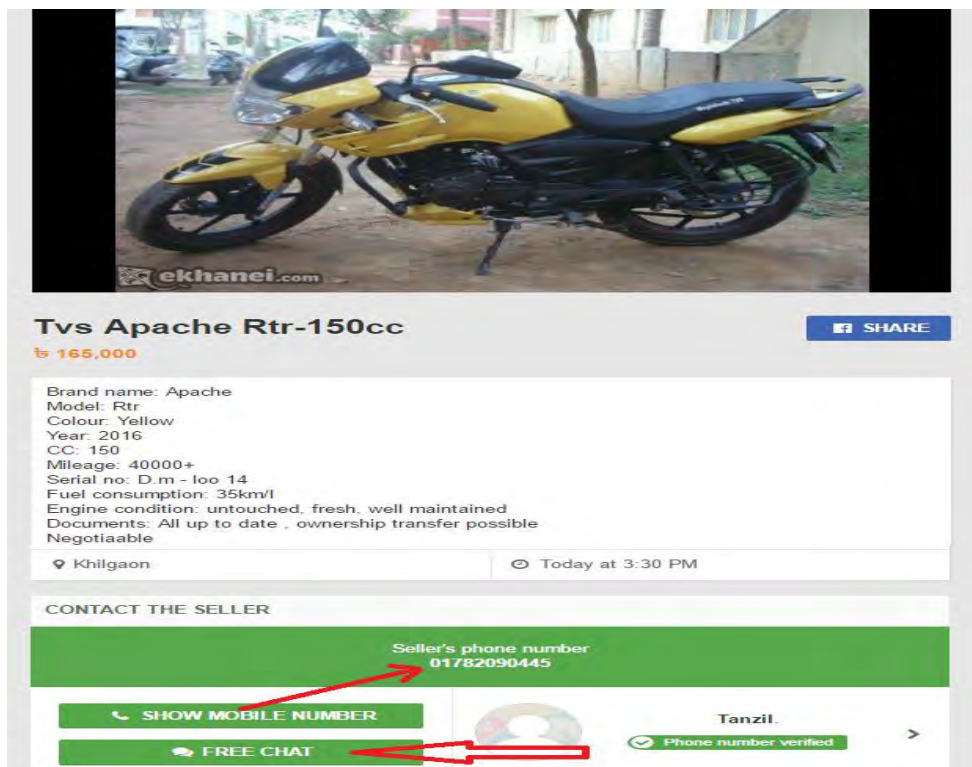 ekhanei.com
Tvs Apache Rtr-150cc
SHARE
৳ 165,000
Brand name: Apache
Model: Rtr
Colour: Yellow
Year: 2016
CC: 150
Mileage: 40000+
Serial no: D.m - loo 14
Fuel consumption: 35km/l
Engine condition: untouched, fresh, well maintained
Documents: All up to date , ownership transfer possible
Negotiaable
Khilgaon
Today at 3:30 PM
CONTACT THE SELLER
Seller's phone number
01782090445
SHOW MOBILE NUMBER
FREE CHAT
Tanzil.
Phone number verified